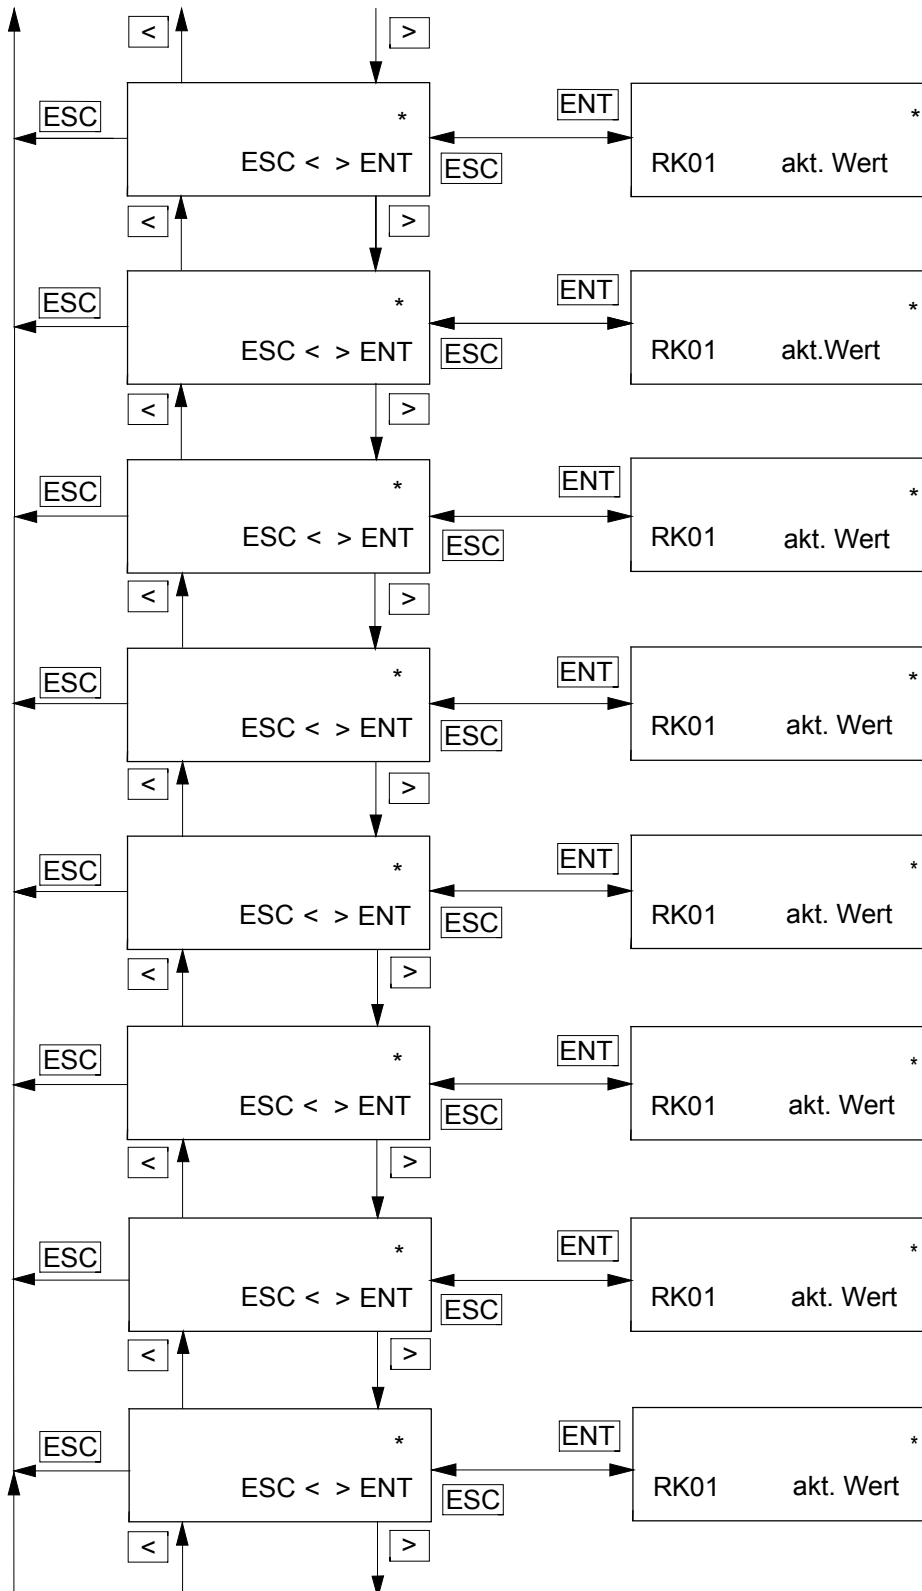 < >
ESC * ENT *
ESC < > ENT ESC RK01 akt. Wert
< >
ESC * ENT *
ESC < > ENT ESC RK01 akt.Wert
< >
ESC * ENT *
ESC < > ENT ESC RK01 akt. Wert
< >
ESC * ENT *
ESC < > ENT ESC RK01 akt. Wert
< >
ESC * ENT *
ESC < > ENT ESC RK01 akt. Wert
< >
ESC * ENT *
ESC < > ENT ESC RK01 akt. Wert
< >
ESC * ENT *
ESC < > ENT ESC RK01 akt. Wert
< >
ESC * ENT *
ESC < > ENT ESC RK01 akt. Wert
< >